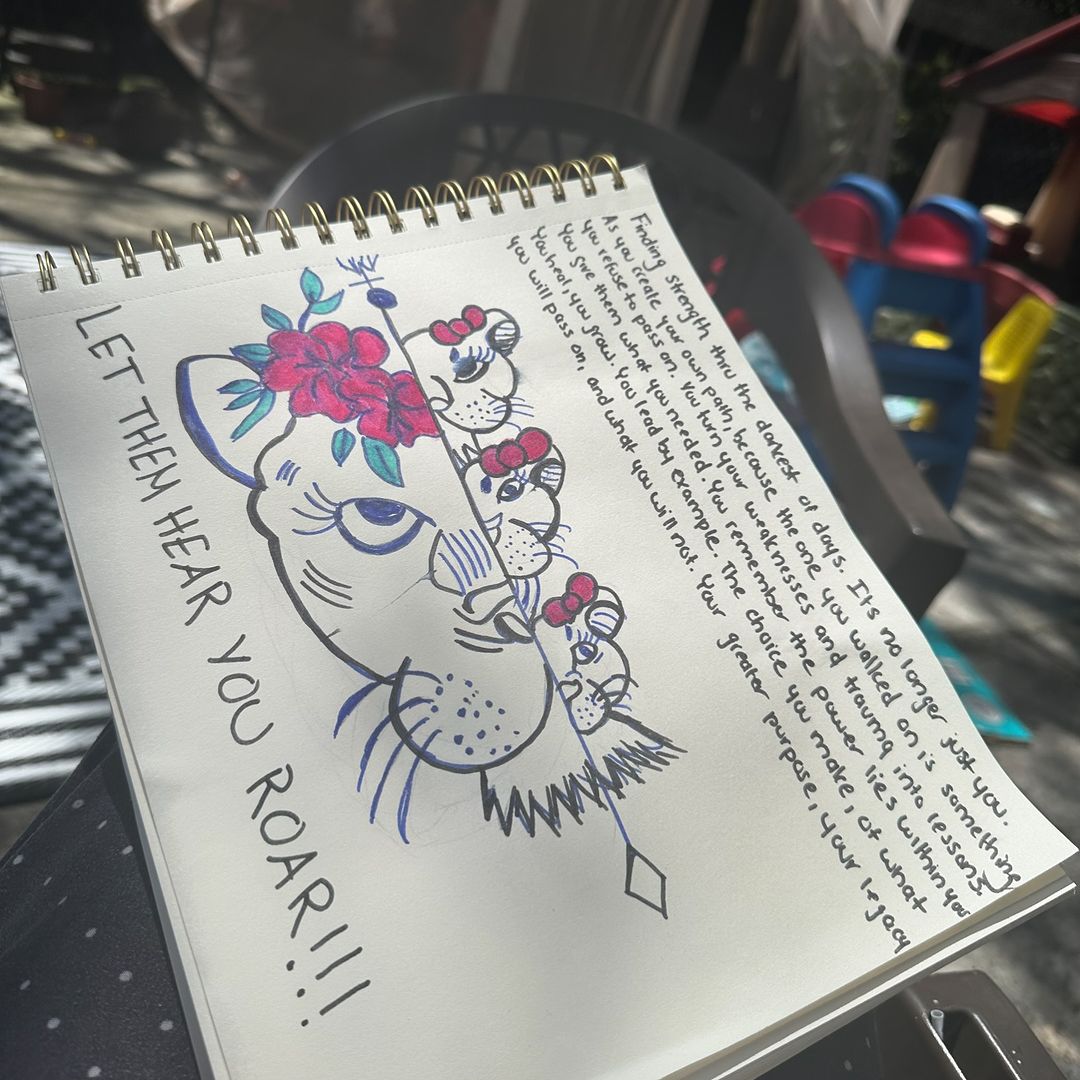 Finding strength thru the darkest of days. Its no longer just you.
As you create your own path, because the one you walked on is something
you refuse to pass on. You turn your weaknesses and trauma into lessons.
You give them what you needed. You remember the power lies within you
You heal, you grow. You lead by example. The choice you make, of what
you will pass on, and what you will not. Your greater purpose, your legacy
LET THEM HEAR YOU ROAR!!!